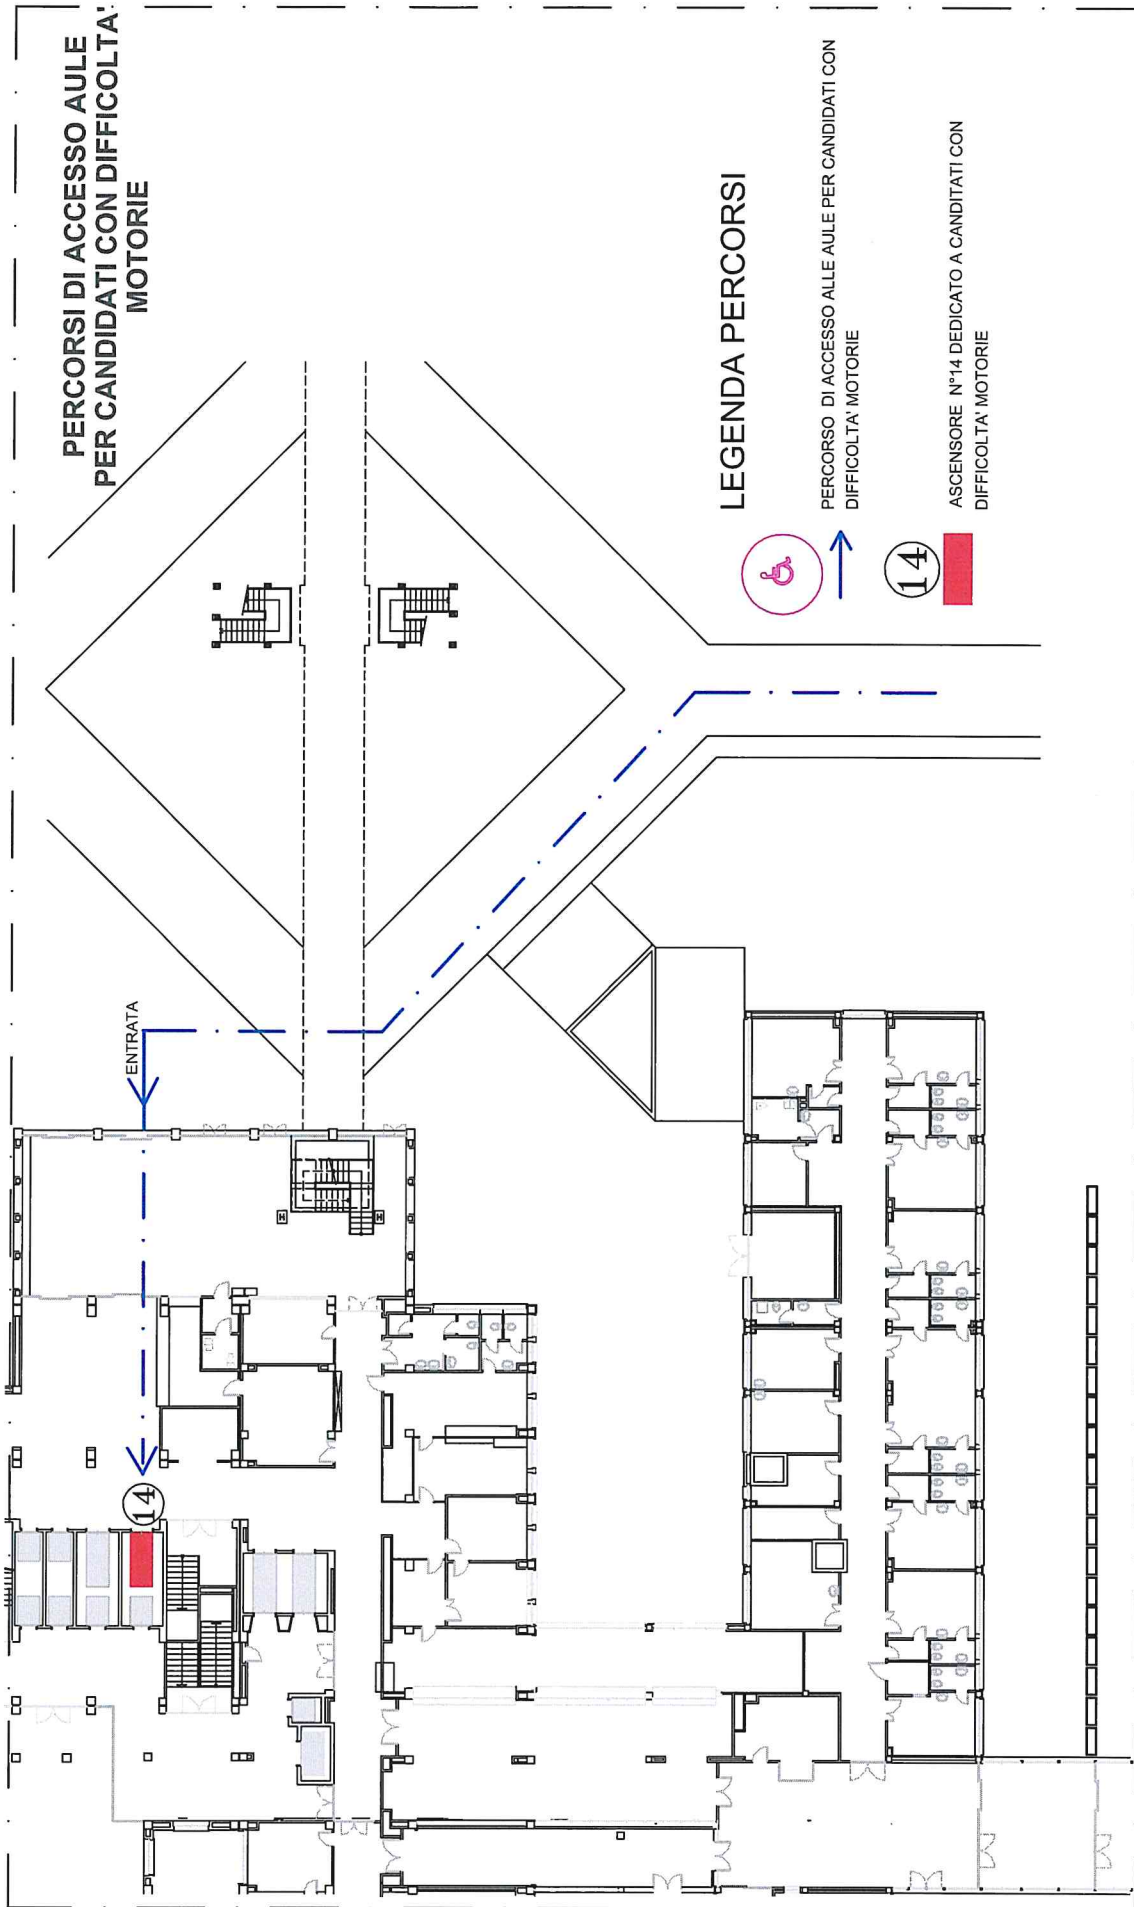 PERCORSI DI ACCESSO AULE
PER CANDIDATI CON DIFFICOLTA'
MOTORIE
ENTRATA
14
LEGENDA PERCORSI
PERCORSO DI ACCESSO ALLE AULE PER CANDIDATI CON
DIFFICOLTA' MOTORIE
14
ASCENSORE N°14 DEDICATO A CANDITATI CON
DIFFICOLTA' MOTORIE
H
H